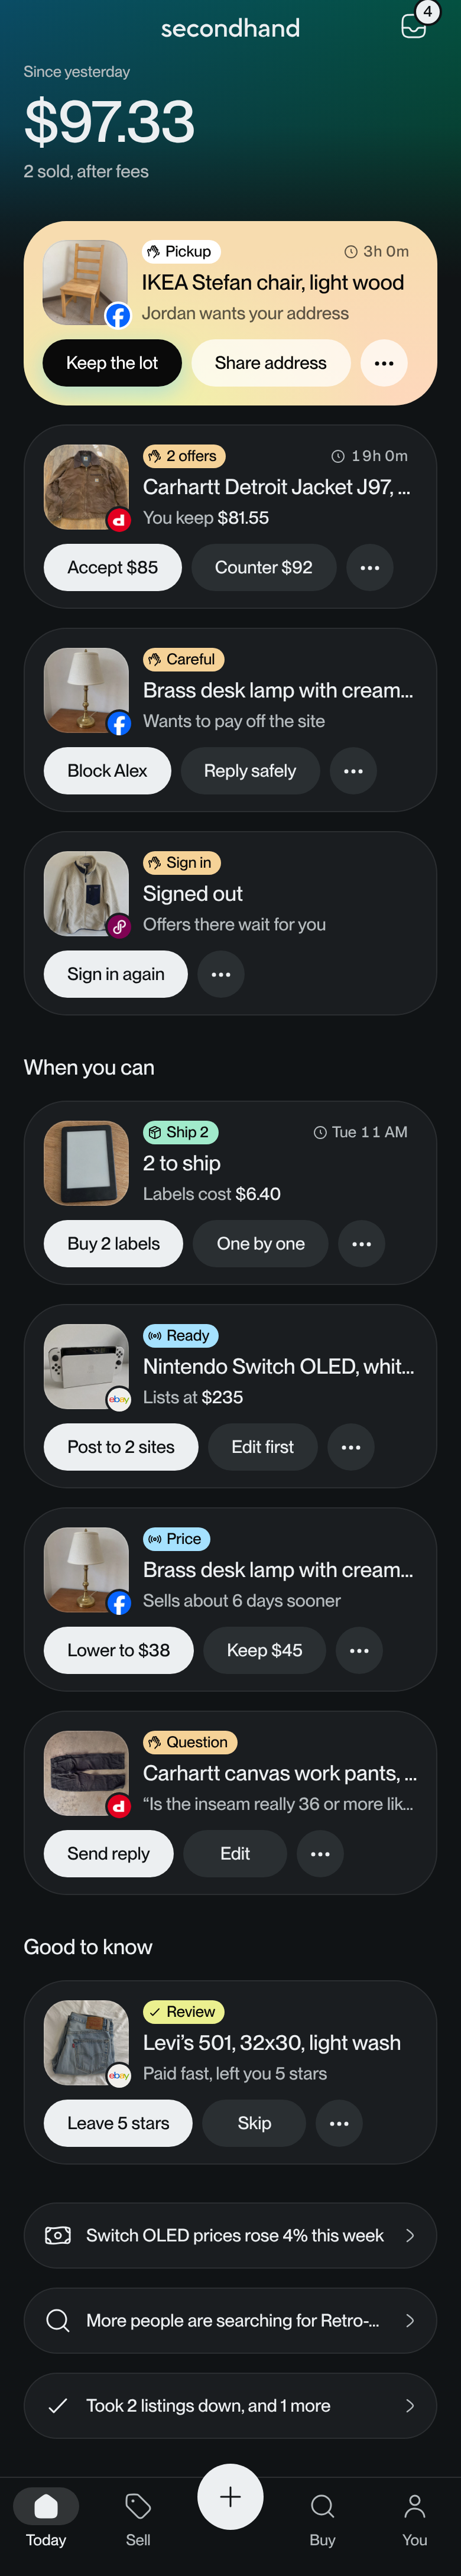 secondhand
4
Since yesterday
$97.33
2 sold, after fees
Pickup
3h 0m
IKEA Stefan chair, light wood
Jordan wants your address
Keep the lot
Share address
2 offers
19h 0m
Carhartt Detroit Jacket J97, ...
You keep $81.55
Accept $85
Counter $92
Careful
Brass desk lamp with cream...
Wants to pay off the site
Block Alex
Reply safely
Sign in
Signed out
Offers there wait for you
Sign in again
When you can
Ship 2
Tue 11 AM
2 to ship
Labels cost $6.40
Buy 2 labels
One by one
Ready
Nintendo Switch OLED, whit...
Lists at $235
ebay
Post to 2 sites
Edit first
Price
Brass desk lamp with cream...
Sells about 6 days sooner
Lower to $38
Keep $45
Question
Carhartt canvas work pants, ...
“Is the inseam really 36 or more lik...
Send reply
Edit
Good to know
Review
Levi’s 501, 32x30, light wash
Paid fast, left you 5 stars
ebay
Leave 5 stars
Skip
Switch OLED prices rose 4% this week
More people are searching for Retro-...
Took 2 listings down, and 1 more
Today
Sell
Buy
You